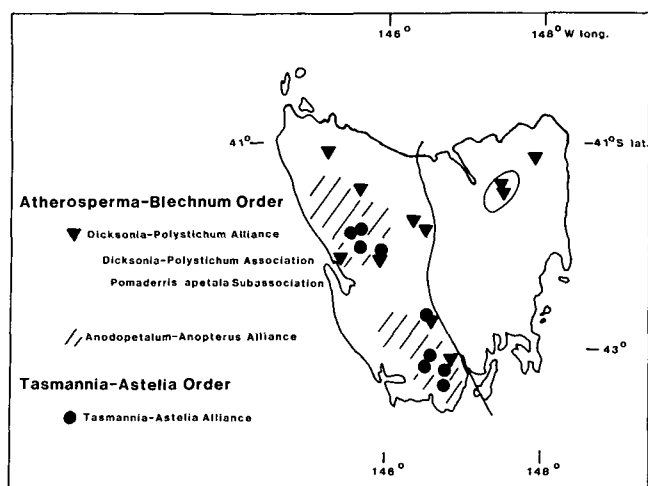 146° 148° W long.
41° 41°S lat.
Atherosperma-Blechnum Order
Dicksonia-Polystichum Alliance
Dicksonia-Polystichum Association
Pomaderris apetala Subassociation
Anodopetalum-Anopterus Alliance
43°
Tasmannia-Astelia Order
Tasmannia-Astelia Alliance
146° 148°